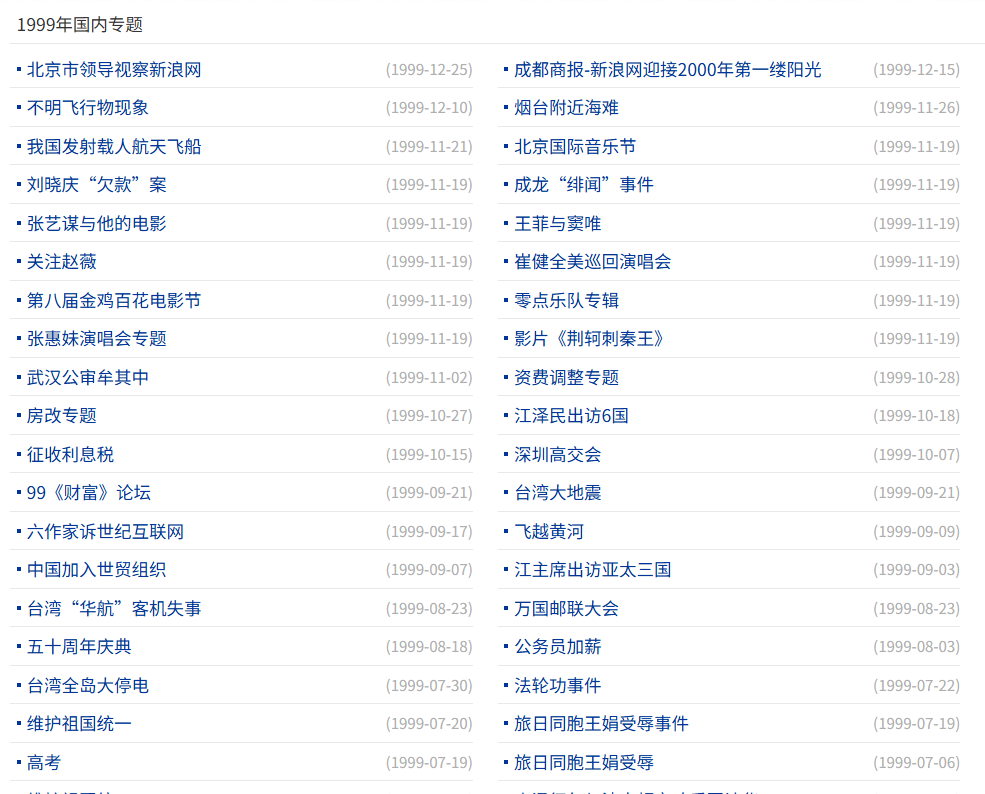 1999年国内专题
北京市领导视察新浪网 (1999-12-25) 成都商报-新浪网迎接2000年第一缕阳光 (1999-12-15)
不明飞行物现象 (1999-12-10) 烟台附近海难 (1999-11-26)
我国发射载人航天飞船 (1999-11-21) 北京国际音乐节 (1999-11-19)
刘晓庆“欠款”案 (1999-11-19) 成龙“绯闻”事件 (1999-11-19)
张艺谋与他的电影 (1999-11-19) 王菲与窦唯 (1999-11-19)
关注赵薇 (1999-11-19) 崔健全美巡回演唱会 (1999-11-19)
第八届金鸡百花电影节 (1999-11-19) 零点乐队专辑 (1999-11-19)
张惠妹演唱会专题 (1999-11-19) 影片《荆轲刺秦王》 (1999-11-19)
武汉公审牟其中 (1999-11-02) 资费调整专题 (1999-10-28)
房改专题 (1999-10-27) 江泽民出访6国 (1999-10-18)
征收利息税 (1999-10-15) 深圳高交会 (1999-10-07)
99《财富》论坛 (1999-09-21) 台湾大地震 (1999-09-21)
六作家诉世纪互联网 (1999-09-17) 飞越黄河 (1999-09-09)
中国加入世贸组织 (1999-09-07) 江主席出访亚太三国 (1999-09-03)
台湾“华航”客机失事 (1999-08-23) 万国邮联大会 (1999-08-23)
五十周年庆典 (1999-08-18) 公务员加薪 (1999-08-03)
台湾全岛大停电 (1999-07-30) 法轮功事件 (1999-07-22)
维护祖国统一 (1999-07-20) 旅日同胞王娟受辱事件 (1999-07-19)
高考 (1999-07-19) 旅日同胞王娟受辱 (1999-07-06)